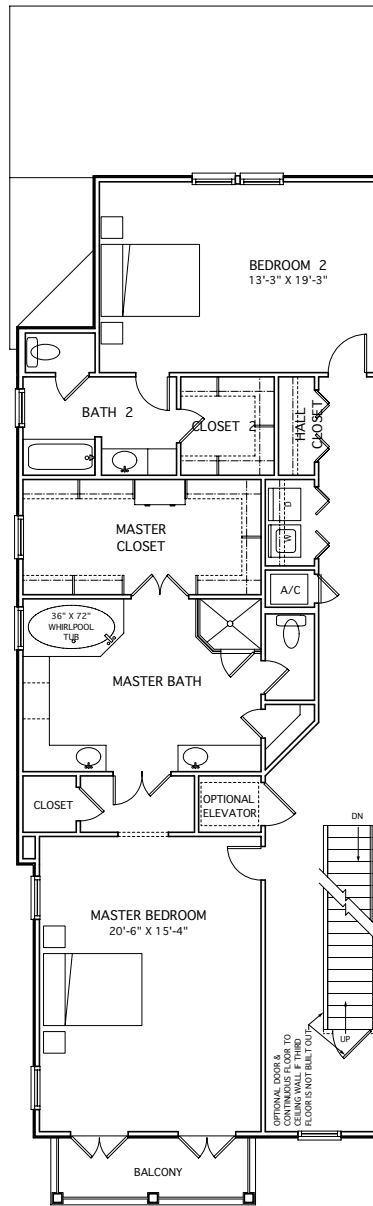 BEDROOM 2
13'-3" X 19'-3"
BATH 2
CLOSET 2
HALL
CLOSET
MASTER
CLOSET
D
W
A/C
36" X 72"
WHIRLPOOL
TUB
MASTER BATH
CLOSET
OPTIONAL
ELEVATOR
DN
MASTER BEDROOM
20'-6" X 15'-4"
UP
OPTIONAL DOOR &
CONTINUOUS FLOOR TO
CEILING WALL IF THIRD
FLOOR IS NOT BUILT OUT
BALCONY